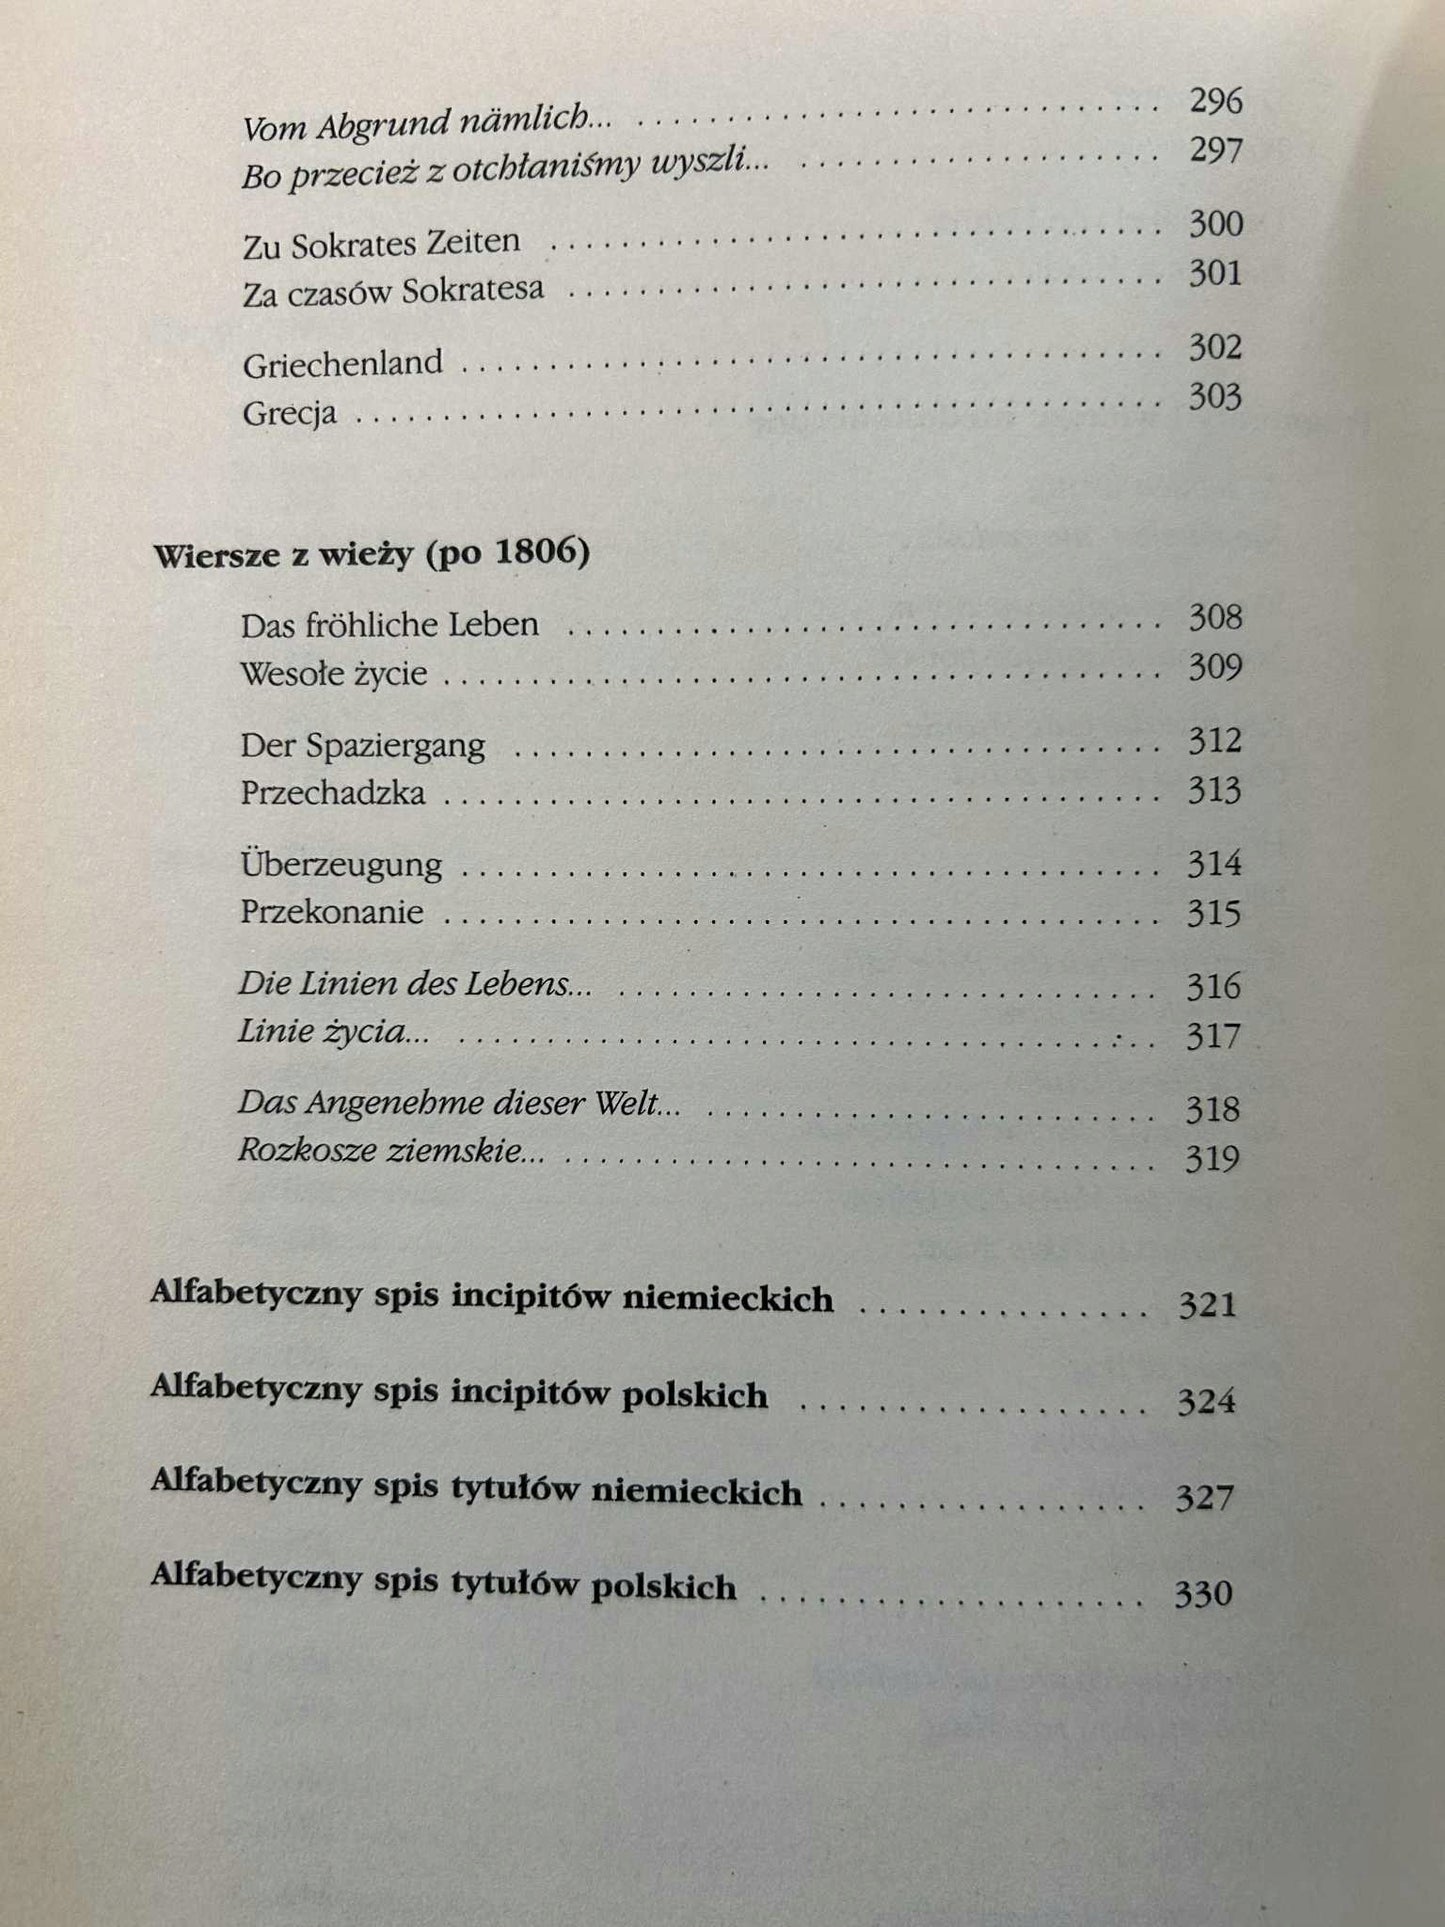 Vom Abgrund nämlich... . . . . . . . . . . . . . . . . . . . . . . . . . . . . . . 296
Bo przecież z otchłaniśmy wyszli... . . . . . . . . . . . . . . . . . . . . . 297
Zu Sokrates Zeiten . . . . . . . . . . . . . . . . . . . . . . . . . . . . . . . . . . . 300
Za czasów Sokratesa . . . . . . . . . . . . . . . . . . . . . . . . . . . . . . . . . . 301
Griechenland . . . . . . . . . . . . . . . . . . . . . . . . . . . . . . . . . . . . . . . . 302
Grecja . . . . . . . . . . . . . . . . . . . . . . . . . . . . . . . . . . . . . . . . . . . . . . 303
Wiersze z wieży (po 1806)
Das fröhliche Leben . . . . . . . . . . . . . . . . . . . . . . . . . . . . . . . . . . 308
Wesołe życie . . . . . . . . . . . . . . . . . . . . . . . . . . . . . . . . . . . . . . . . . 309
Der Spaziergang . . . . . . . . . . . . . . . . . . . . . . . . . . . . . . . . . . . . . 312
Przechadzka . . . . . . . . . . . . . . . . . . . . . . . . . . . . . . . . . . . . . . . . . 313
Überzeugung . . . . . . . . . . . . . . . . . . . . . . . . . . . . . . . . . . . . . . . . 314
Przekonanie . . . . . . . . . . . . . . . . . . . . . . . . . . . . . . . . . . . . . . . . . 315
Die Linien des Lebens... . . . . . . . . . . . . . . . . . . . . . . . . . . . . . . . 316
Linie życia... . . . . . . . . . . . . . . . . . . . . . . . . . . . . . . . . . . . . . . . . 317
Das Angenehme dieser Welt... . . . . . . . . . . . . . . . . . . . . . . . . . . 318
Rozkosze ziemskie... . . . . . . . . . . . . . . . . . . . . . . . . . . . . . . . . . . 319
Alfabetyczny spis incipitów niemieckich . . . . . . . . . . . . . . . . 321
Alfabetyczny spis incipitów polskich . . . . . . . . . . . . . . . . . . . 324
Alfabetyczny spis tytułów niemieckich . . . . . . . . . . . . . . . . . . 327
Alfabetyczny spis tytułów polskich . . . . . . . . . . . . . . . . . . . . . 330